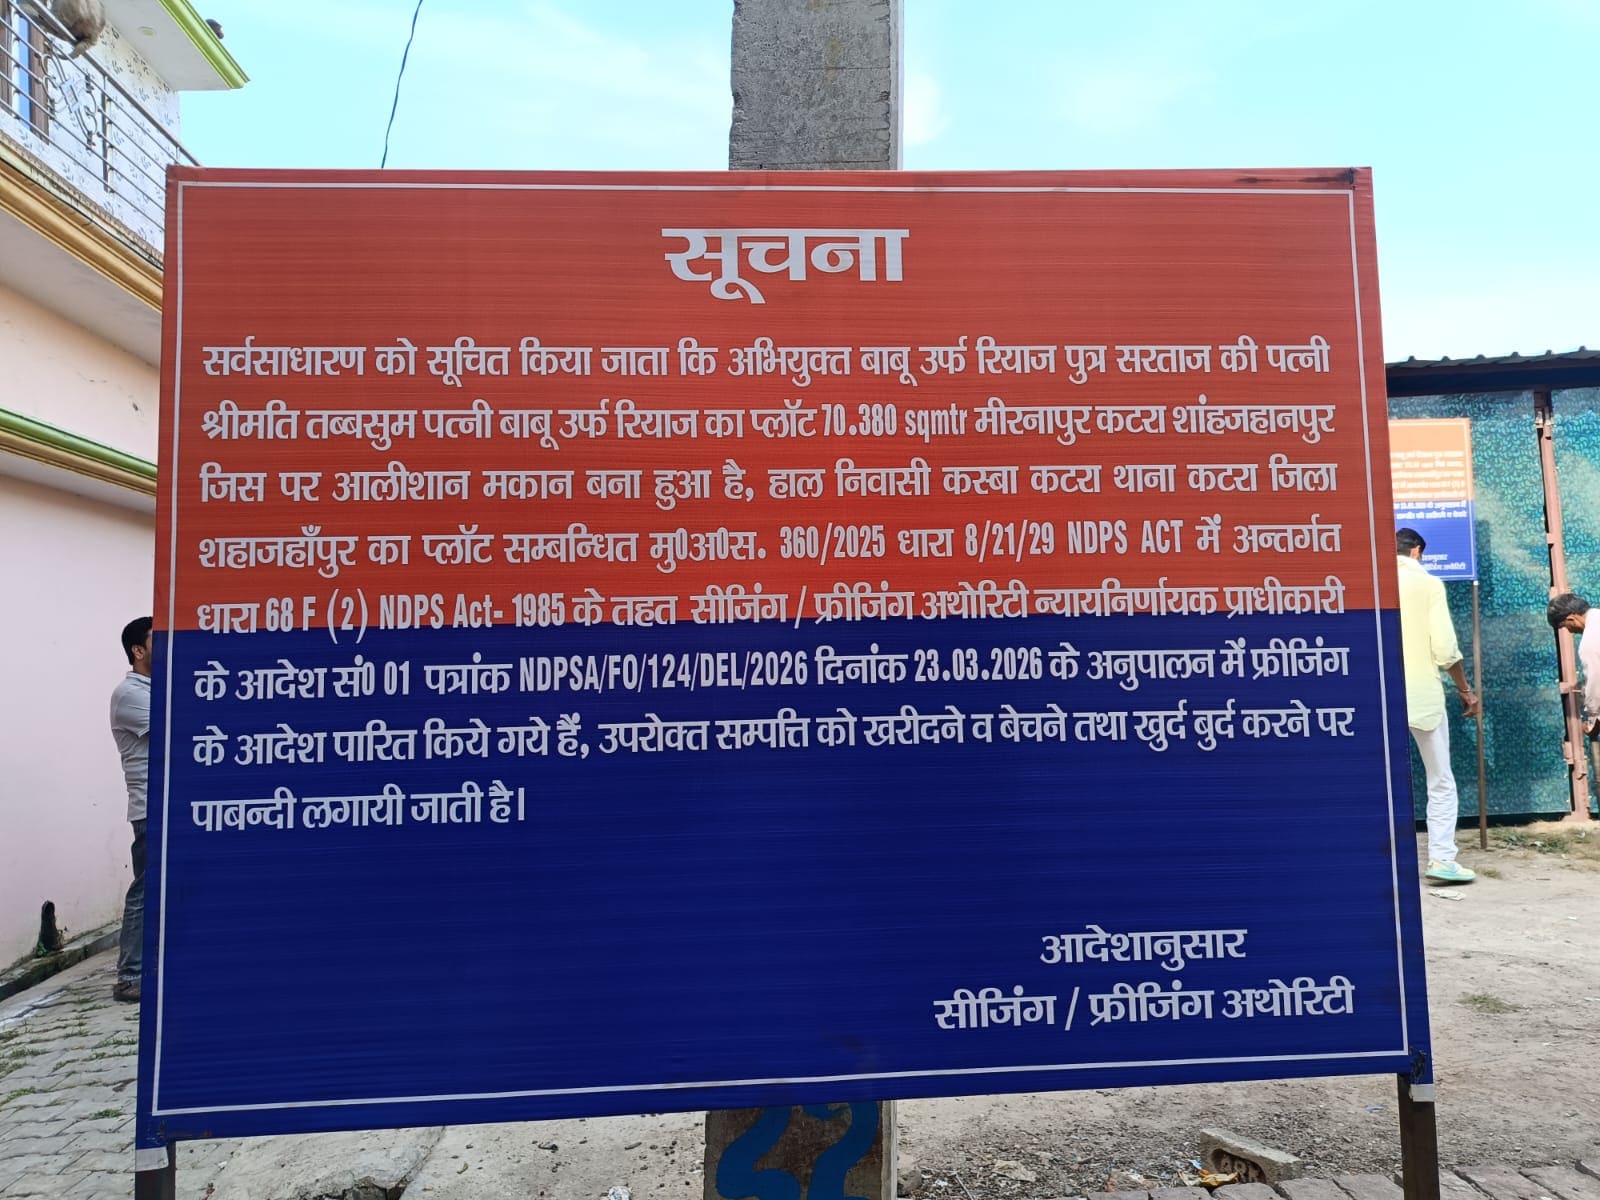 सूचना
सर्वसाधारण को सूचित किया जाता कि अभियुक्त बाबू उर्फ रियाज पुत्र सरताज की पत्नी
श्रीमति तब्बसुम पत्नी बाबू उर्फ रियाज का प्लॉट 70.380 sqmtr मीरनापुर कटरा शांहजहानपुर
जिस पर आलीशान मकान बना हुआ है, हाल निवासी कस्बा कटरा थाना कटरा जिला
शहाजहाँपुर का प्लॉट सम्बन्धित मु0अ0स. 360/2025 धारा 8/21/29 NDPS ACT में अन्तर्गत
धारा 68 F (2) NDPS Act- 1985 के तहत सीजिंग / फ्रीजिंग अथोरिटी न्यायनिर्णायक प्राधीकारी
के आदेश सं0 01 पत्रांक NDPSA/FO/124/DEL/2026 दिनांक 23.03.2026 के अनुपालन में फ्रीजिंग
के आदेश पारित किये गये हैं, उपरोक्त सम्पत्ति को खरीदने व बेचने तथा खुर्द बुर्द करने पर
पाबन्दी लगायी जाती है।
आदेशानुसार
सीजिंग / फ्रीजिंग अथोरिटी
22